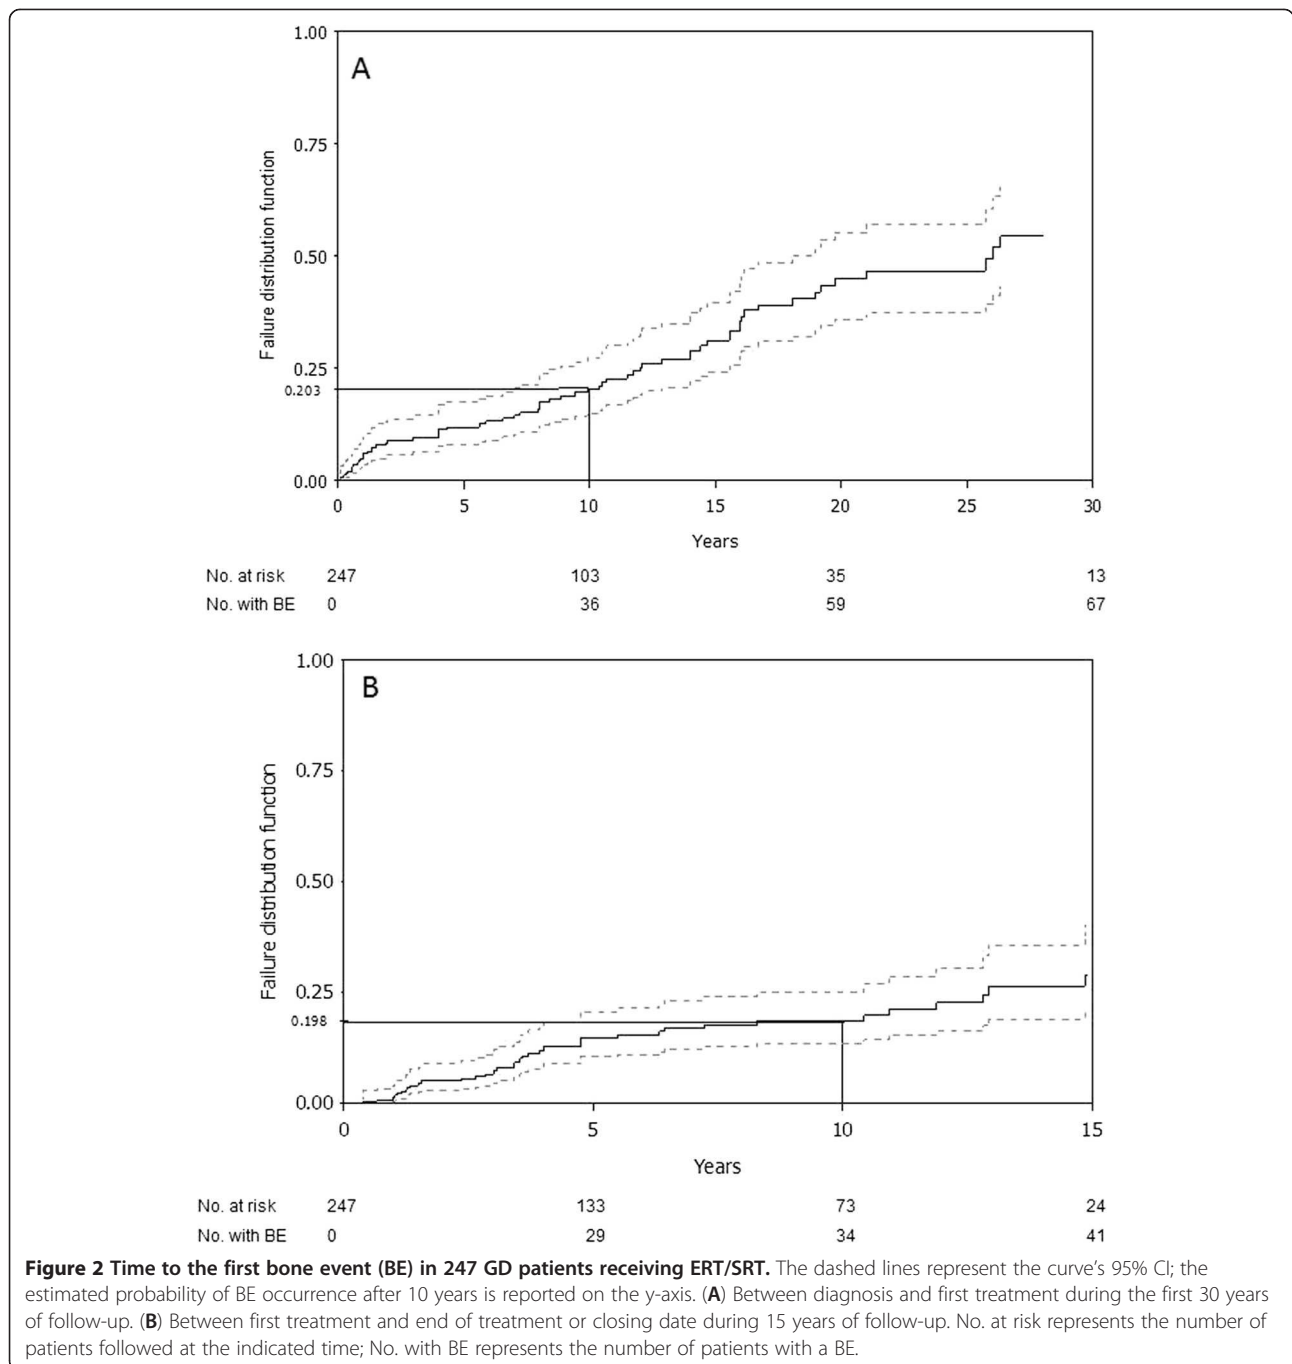 1.00
A
0.75
Failure distribution function
0.50
0.25
0.203
0.00
0 5 10 15 20 25 30
Years
No. at risk 247 103 35 13
No. with BE 0 36 59 67
1.00
B
0.75
Failure distribution function
0.50
0.25
0.198
0.00
0 5 10 15
Years
No. at risk 247 133 73 24
No. with BE 0 29 34 41
Figure 2 Time to the first bone event (BE) in 247 GD patients receiving ERT/SRT. The dashed lines represent the curve's 95% CI; the
estimated probability of BE occurrence after 10 years is reported on the y-axis. (A) Between diagnosis and first treatment during the first 30 years
of follow-up. (B) Between first treatment and end of treatment or closing date during 15 years of follow-up. No. at risk represents the number of
patients followed at the indicated time; No. with BE represents the number of patients with a BE.